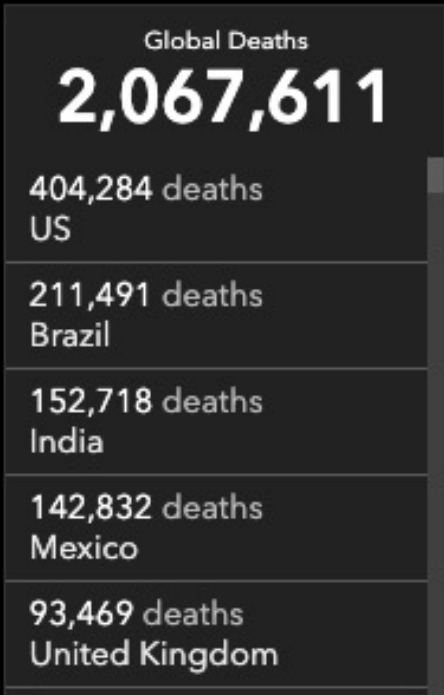 Global Deaths
2,067,611
404,284 deaths
US
211,491 deaths
Brazil
152,718 deaths
India
142,832 deaths
Mexico
93,469 deaths
United Kingdom